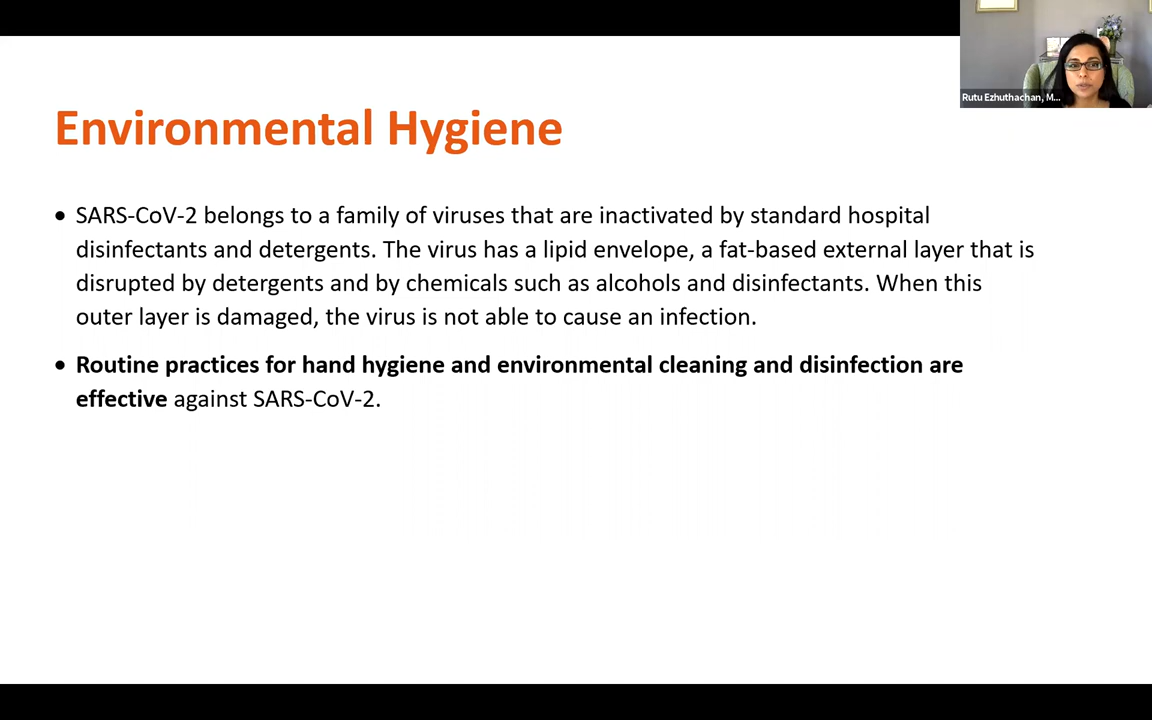 Rutu Ezhuthachan, M...
Environmental Hygiene
• SARS-CoV-2 belongs to a family of viruses that are inactivated by standard hospital
disinfectants and detergents. The virus has a lipid envelope, a fat-based external layer that is
disrupted by detergents and by chemicals such as alcohols and disinfectants. When this
outer layer is damaged, the virus is not able to cause an infection.
• Routine practices for hand hygiene and environmental cleaning and disinfection are
effective against SARS-CoV-2.